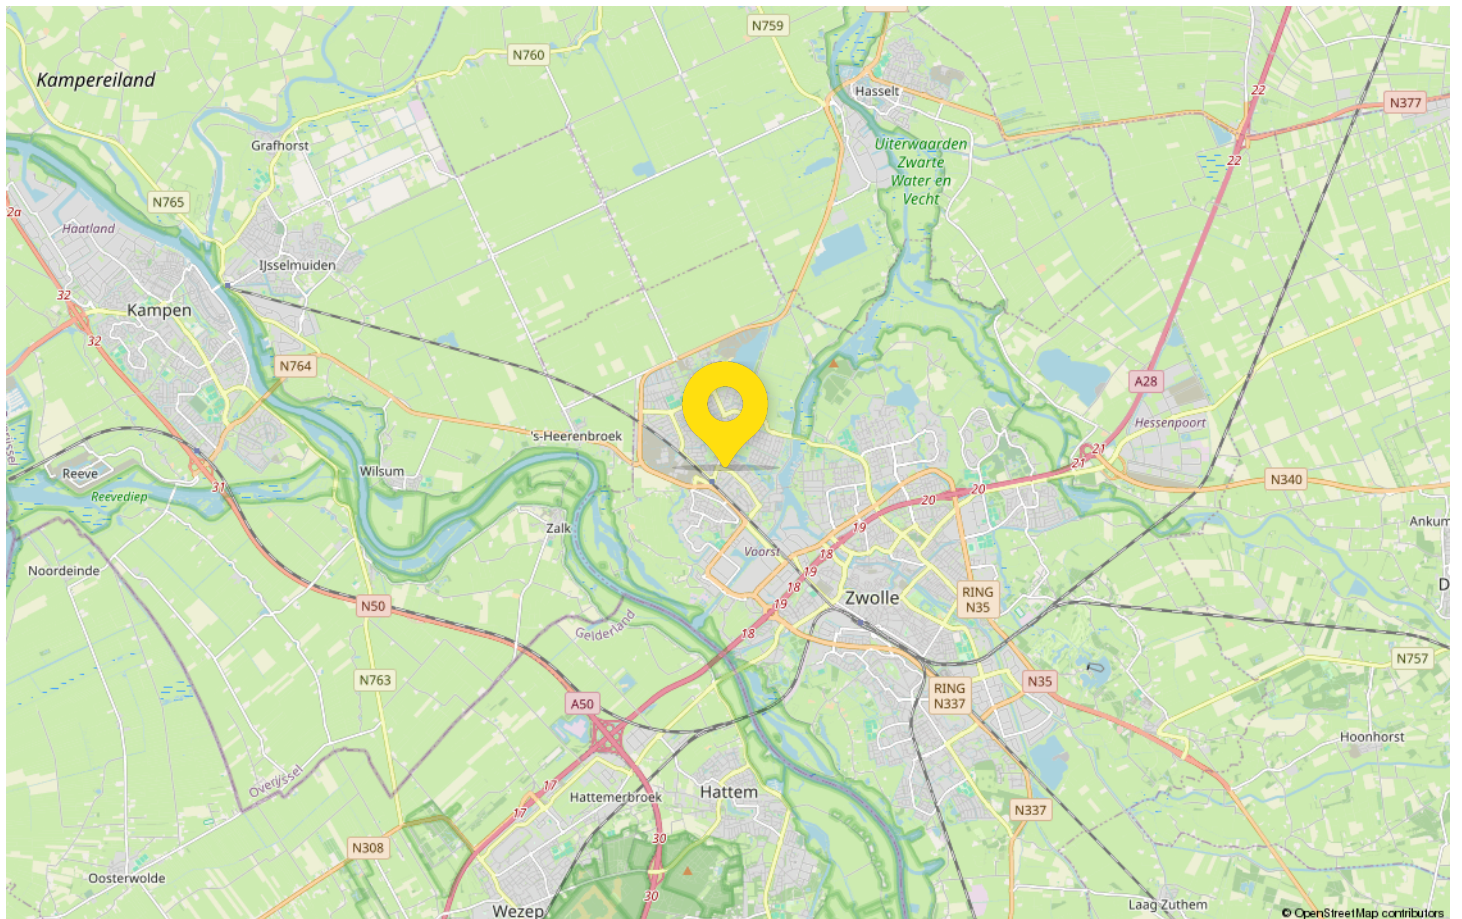 N759
N760
Kampereiland
22
Hasselt
N377
Grafhorst
Uiterwaarden
Zwarte
Water en
Vecht
22
N765
2a
Haatland
IJsselmuiden
32
Kampen
32
N764
A28
Hessenpoort
's-Heerenbroek
21
21
Reeve
Wilsum
Reevediep
31
20
20
N340
Zalk
19
Ankum
Voorst
18
Noordeinde
19
18
D
Zwolle
RING
N35
N50
19
Gelderland
18
N763
N757
N35
RING
N337
A50
Hoonhorst
Overijssel
17
Hattem
Hattemerbroek
17
N337
30
N308
Oosterwolde
30
Wezep
Laag Zuthem
© OpenStreetMap contributors